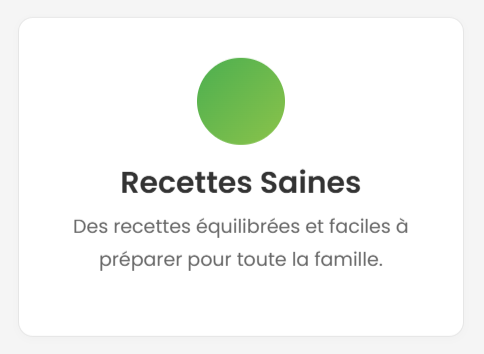 Recettes Saines
Des recettes équilibrées et faciles à
préparer pour toute la famille.